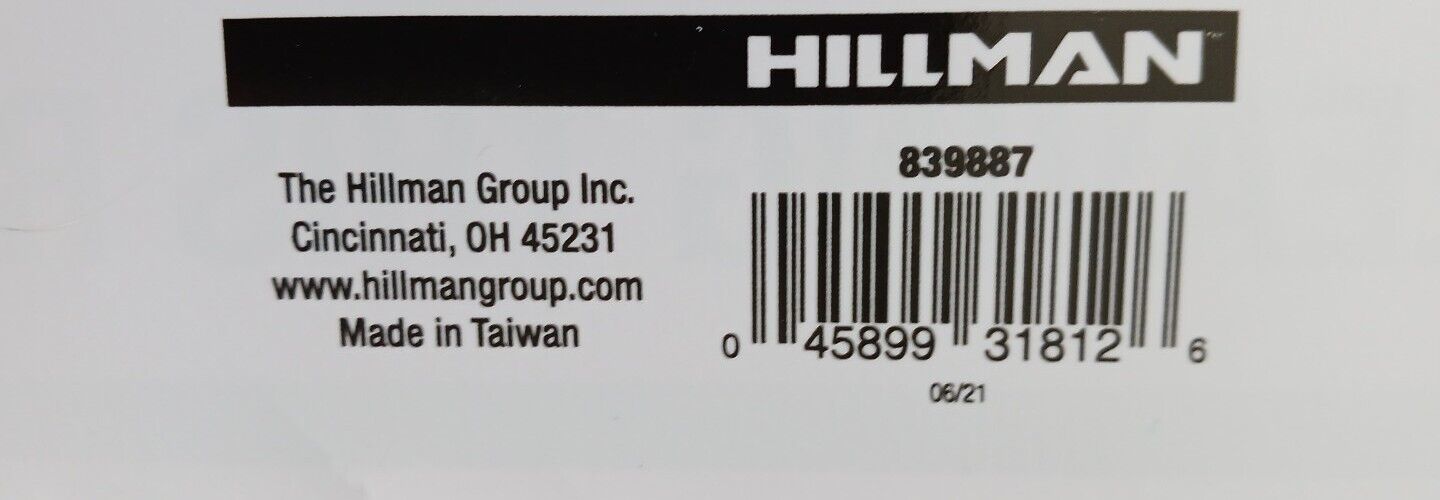 HILLMAN™
The Hillman Group Inc.
Cincinnati, OH 45231
www.hillmangroup.com
Made in Taiwan
839887
0 45899 31812 6
06/21